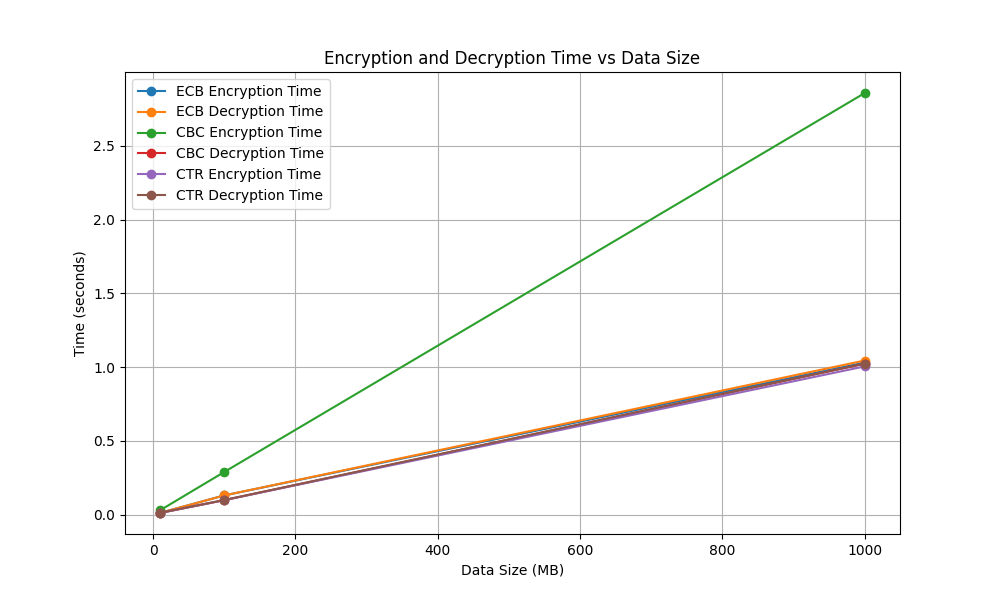 Encryption and Decryption Time vs Data Size
ECB Encryption Time
ECB Decryption Time
CBC Encryption Time
CBC Decryption Time
CTR Encryption Time
CTR Decryption Time
2.5
2.0
1.5
1.0
0.5
0.0
Time (seconds)
0 200 400 600 800 1000
Data Size (MB)